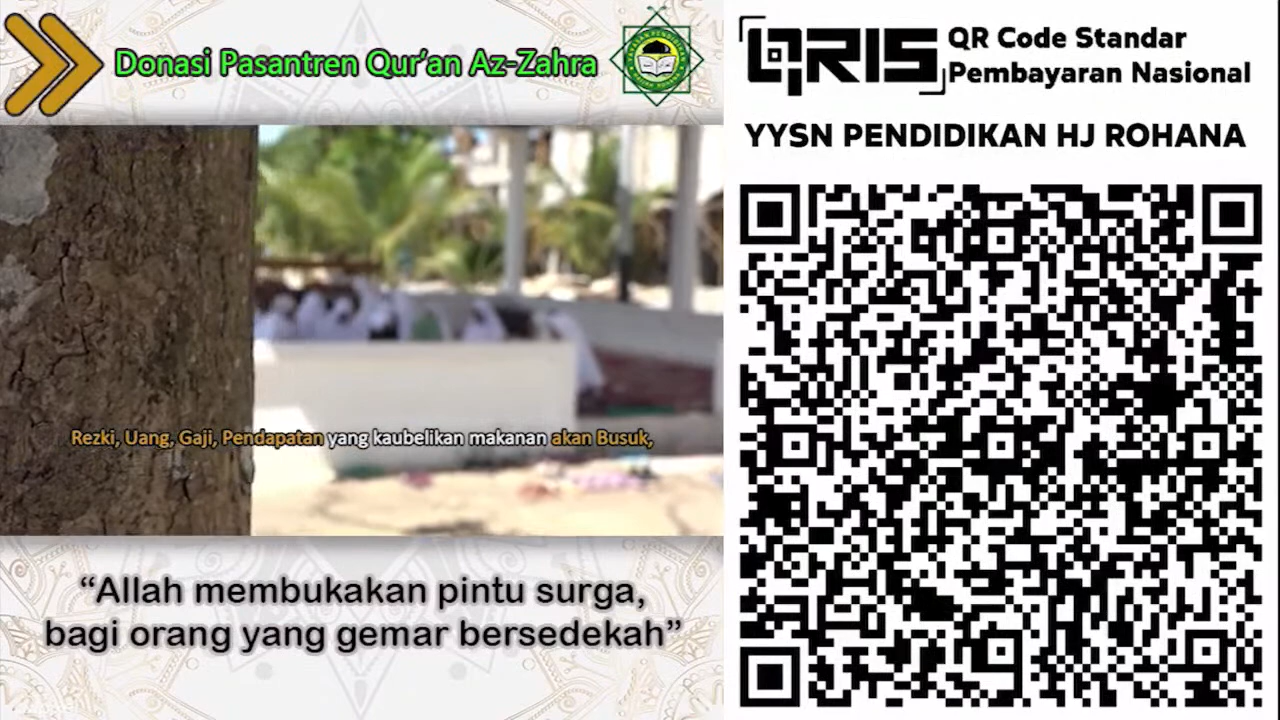 Donasi Pasantren Qur'an Az-Zahra
Rezki, Uang, Gaji, Pendapatan yang kaubelikan makanan akan Busuk,
“Allah membukakan pintu surga,
bagi orang yang gemar bersedekah”
QRIS
QR Code Standar
Pembayaran Nasional
YYSN PENDIDIKAN HJ ROHANA